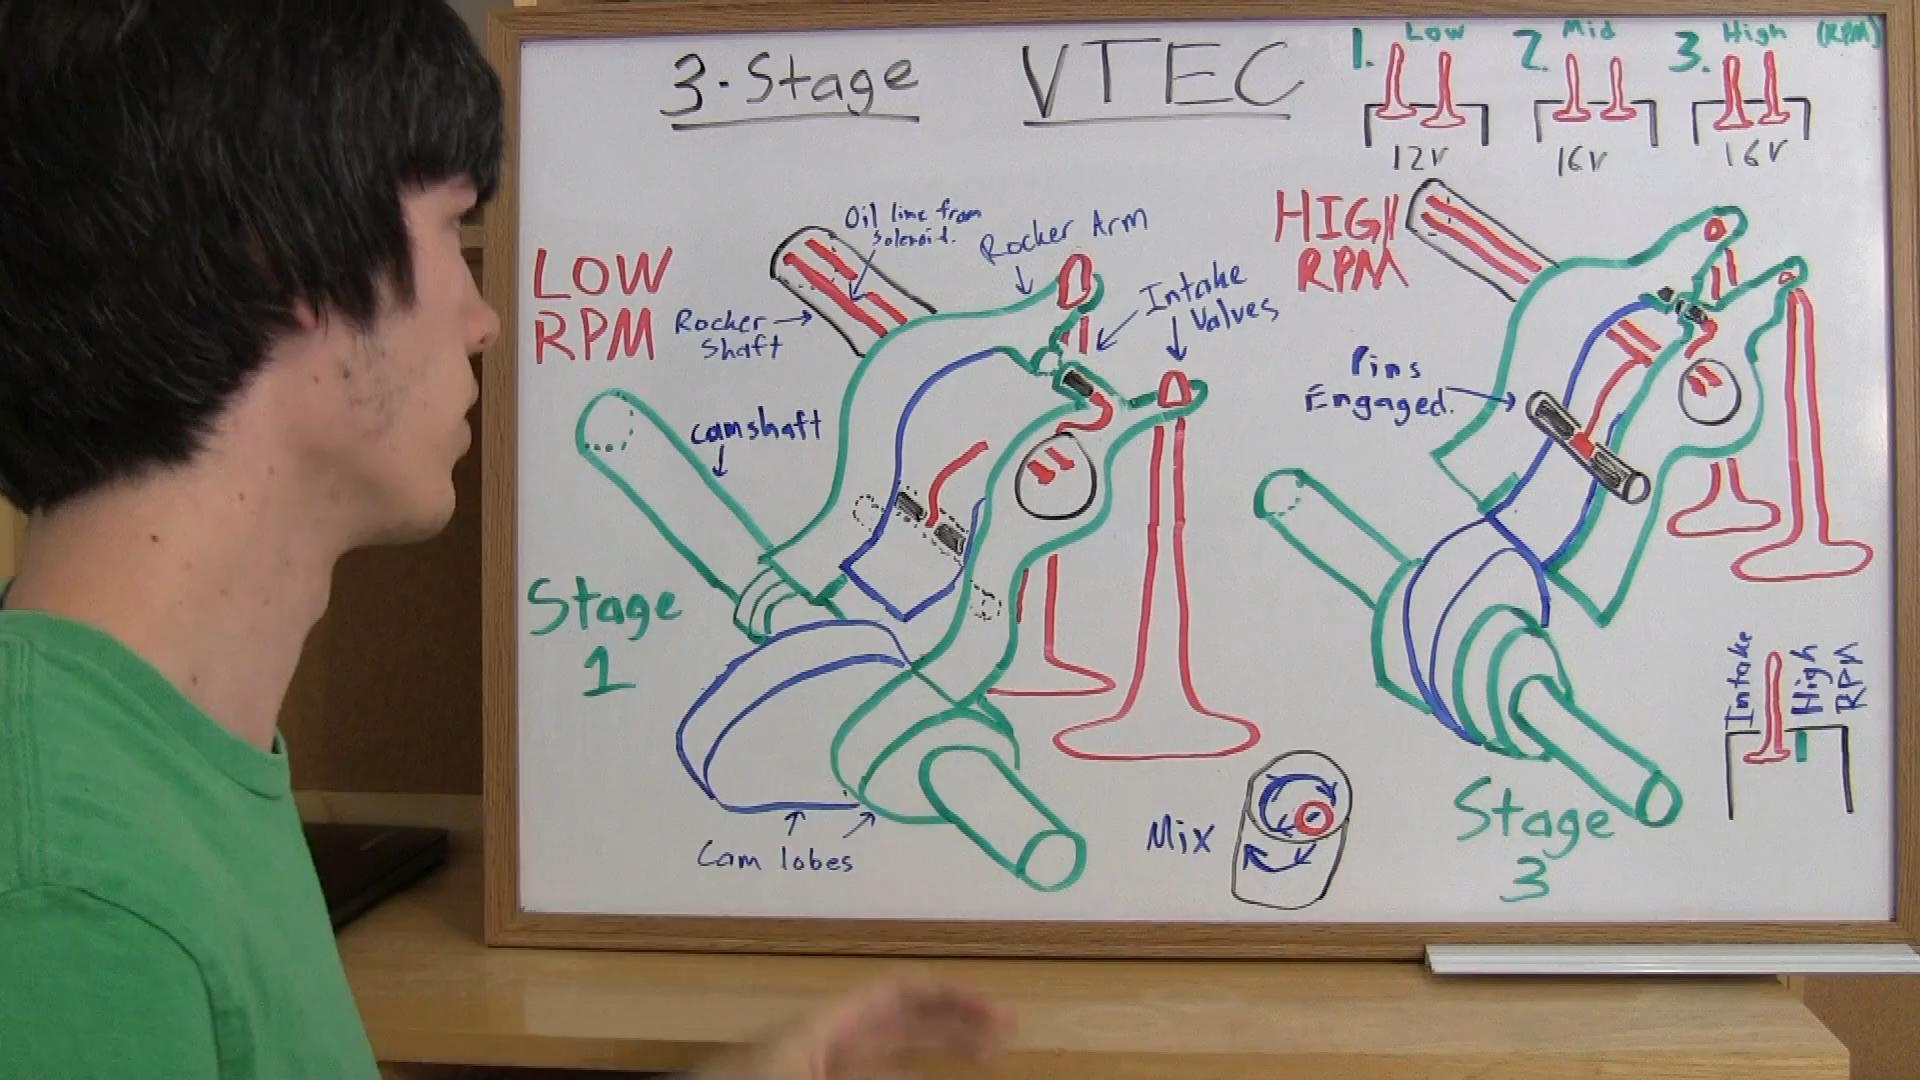 3-Stage VTEC
1. Low 2. Mid 3. High (RPM)
12V 16V 16V
LOW
RPM
Oil line from
Solenoid.
Rocker Arm
Intake
Valves
Rocker
Shaft
camshaft
Stage
1
Cam lobes
Mix
HIGH
RPM
Pins
Engaged.
Stage
3
Intake
High
RPM